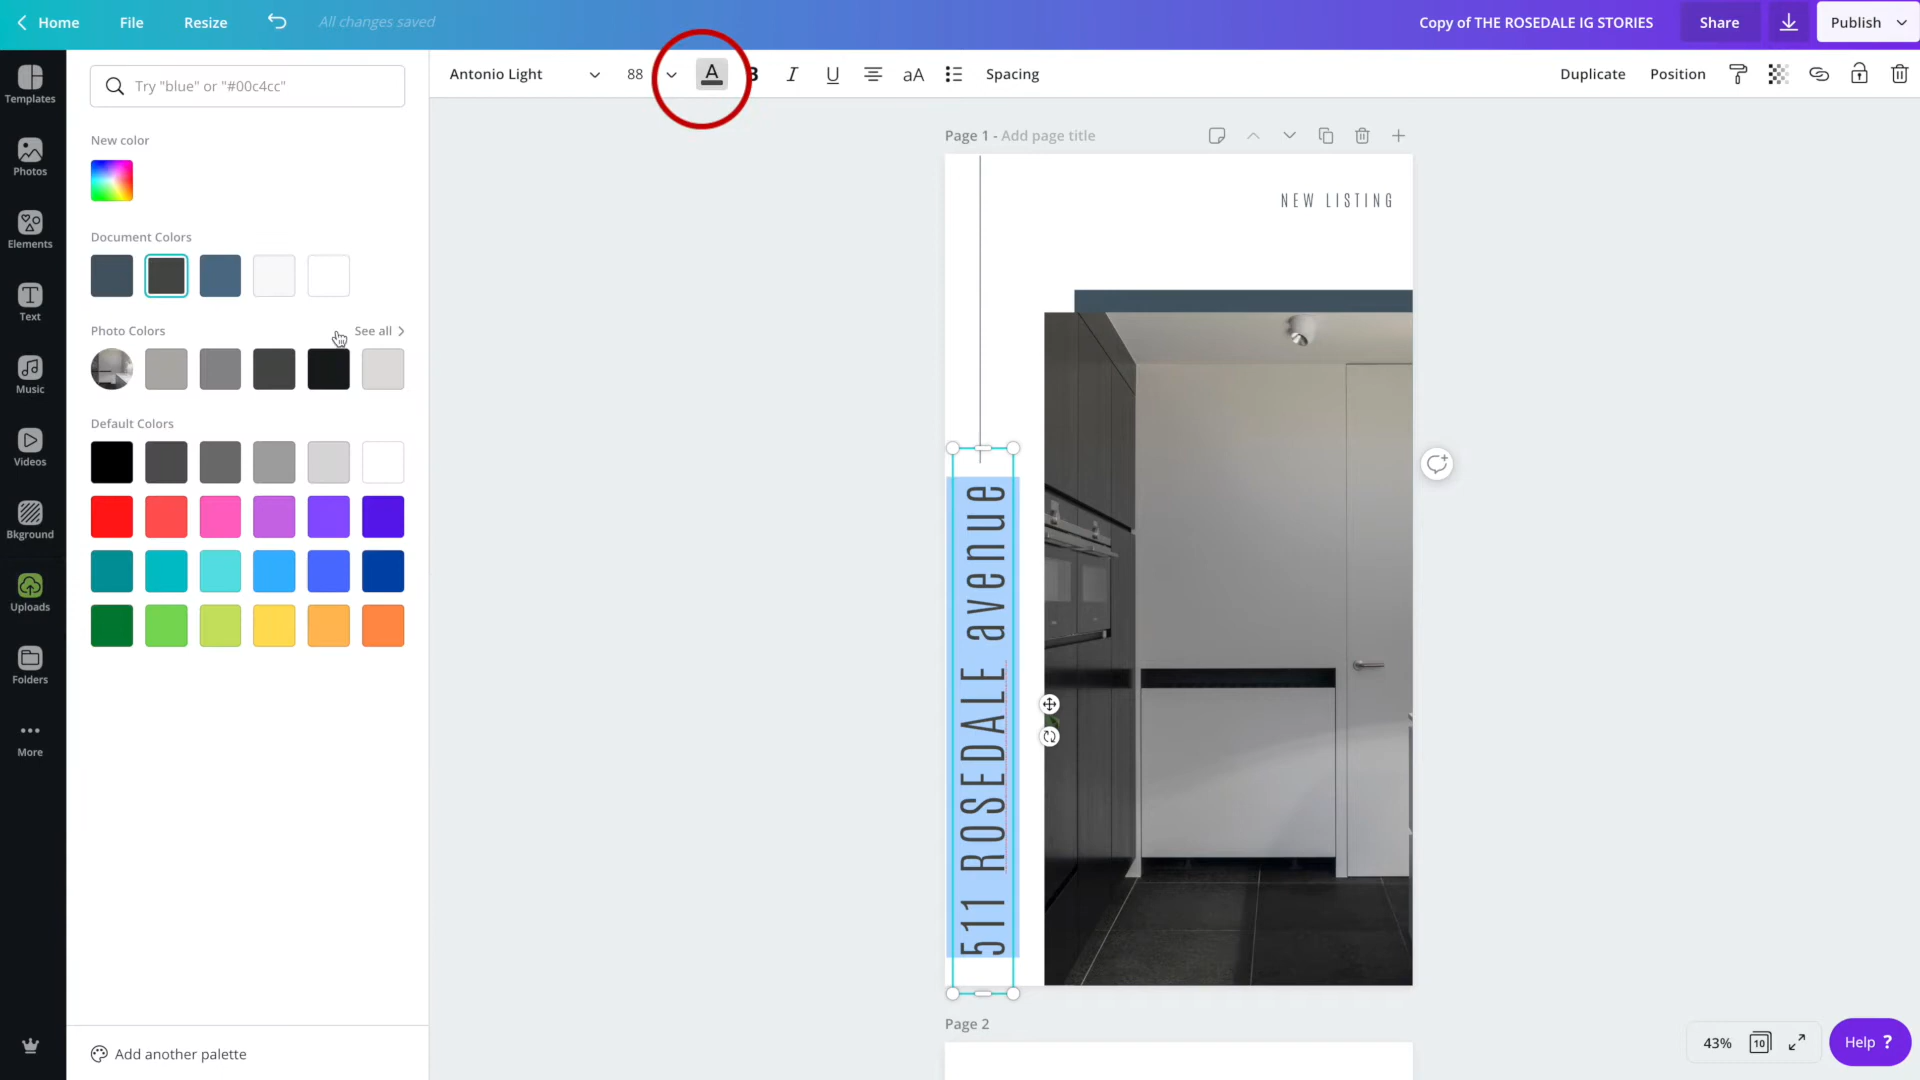 Home
File
Resize
All changes saved
Copy of THE ROSEDALE IG STORIES
Share
Publish
Templates
Photos
Elements
Text
Music
Videos
Bkground
Uploads
Folders
More
Try "blue" or "#00c4cc"
New color
Document Colors
Photo Colors
See all
Default Colors
Add another palette
Antonio Light
88
A
B
I
U
aA
Spacing
Duplicate
Position
Page 1 - Add page title
NEW LISTING
511 ROSEDALE avenue
Page 2
43%
10
Help ?